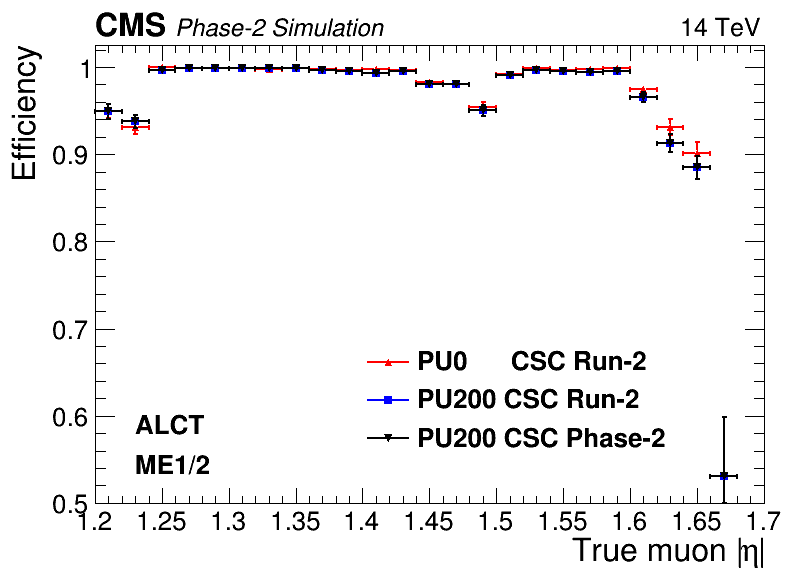 CMS Phase-2 Simulation 14 TeV
Efficiency
1
0.9
0.8
0.7
0.6
0.5
PU0 CSC Run-2
PU200 CSC Run-2
PU200 CSC Phase-2
ALCT
ME1/2
1.2 1.25 1.3 1.35 1.4 1.45 1.5 1.55 1.6 1.65 1.7
True muon |η|